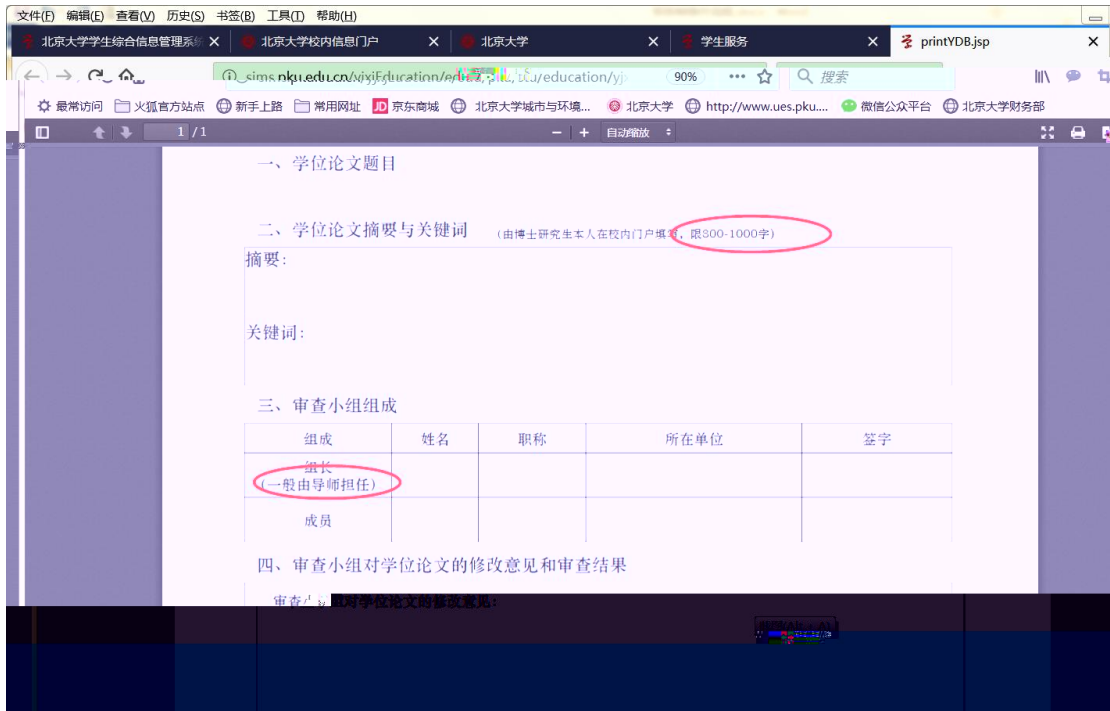 文件(F) 编辑(E) 查看(V) 历史(S) 书签(B) 工具(T) 帮助(H)
北京大学学生综合信息管理系统 北京大学校内信息门户 北京大学 学生服务 printYDB.jsp
sims.pku.edu.cn 90% 搜索
最常访问 火狐官方站点 新手上路 常用网址 JD 京东商城 北京大学城市与环境... 北京大学 http://www.ues.pku.... 微信公众平台 北京大学财务部
1 / 1 自动缩放
一、学位论文题目
二、学位论文摘要与关键词 (由博士研究生本人在校内门户填写，限800-1000字)
摘要：
关键词：
三、审查小组组成
组成 姓名 职称 所在单位 签字
组长
(一般由导师担任)
成员
四、审查小组对学位论文的修改意见和审查结果
审查小组对学位论文的修改意见：